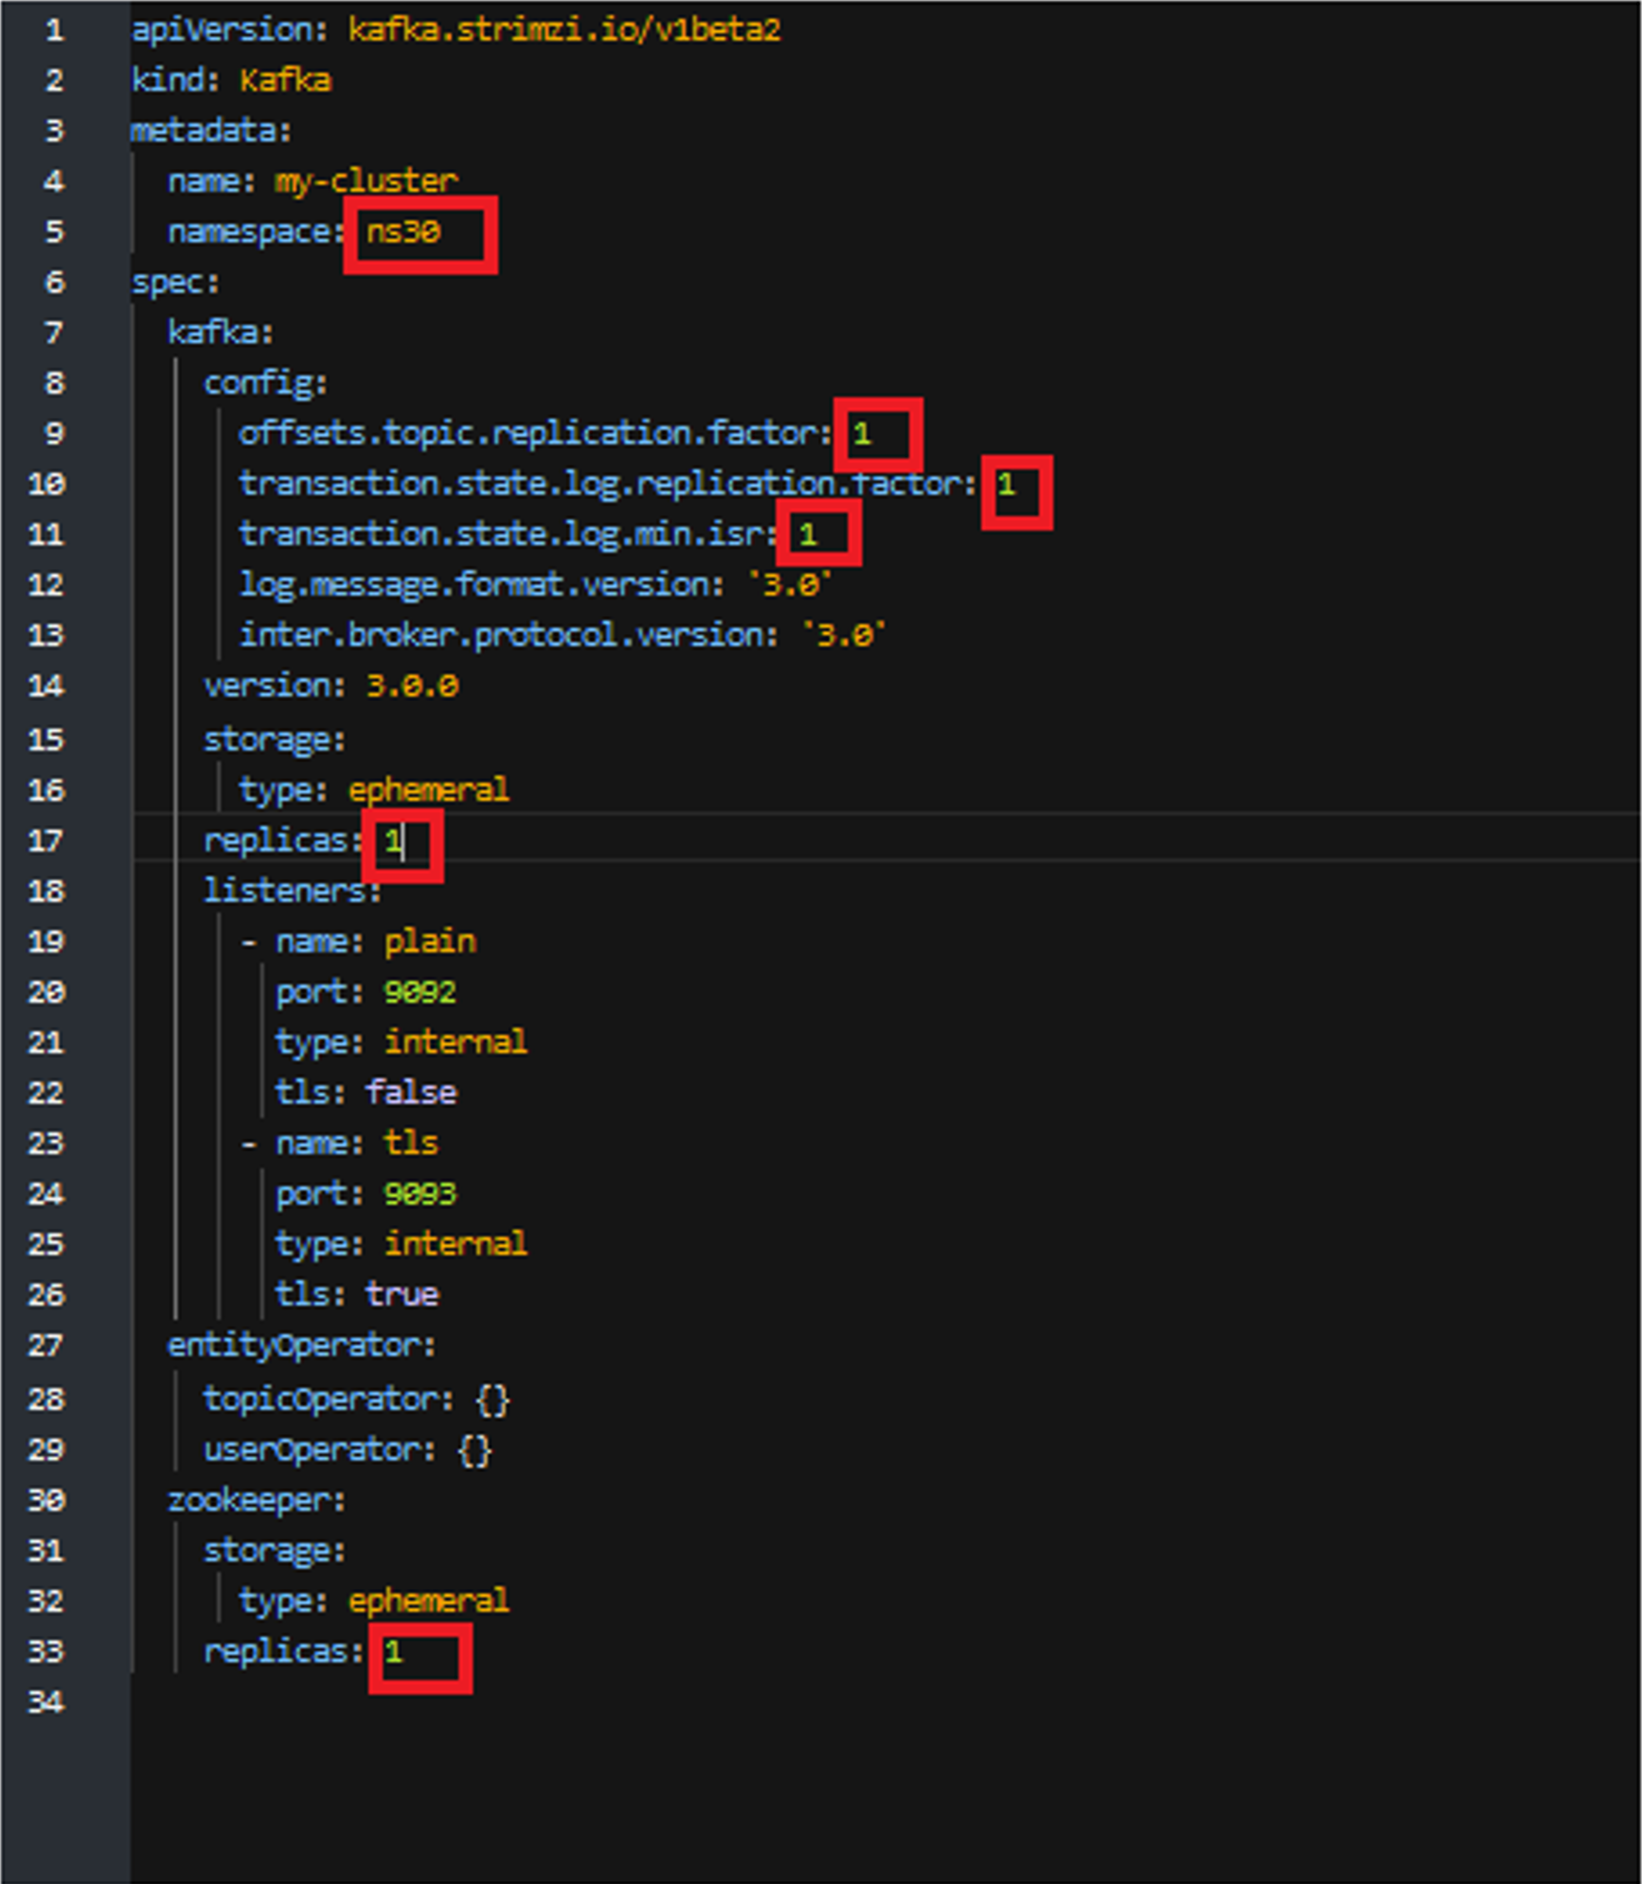 1 apiVersion: kafka.strimzi.io/v1beta2
2 kind: Kafka
3 metadata:
4   name: my-cluster
5   namespace: ns30
6 spec:
7   kafka:
8     config:
9       offsets.topic.replication.factor: 1
10       transaction.state.log.replication.factor: 1
11       transaction.state.log.min.isr: 1
12       log.message.format.version: '3.0'
13       inter.broker.protocol.version: '3.0'
14     version: 3.0.0
15     storage:
16       type: ephemeral
17     replicas: 1
18     listeners:
19       - name: plain
20         port: 9092
21         type: internal
22         tls: false
23       - name: tls
24         port: 9093
25         type: internal
26         tls: true
27   entityOperator:
28     topicOperator: {}
29     userOperator: {}
30   zookeeper:
31     storage:
32       type: ephemeral
33     replicas: 1
34